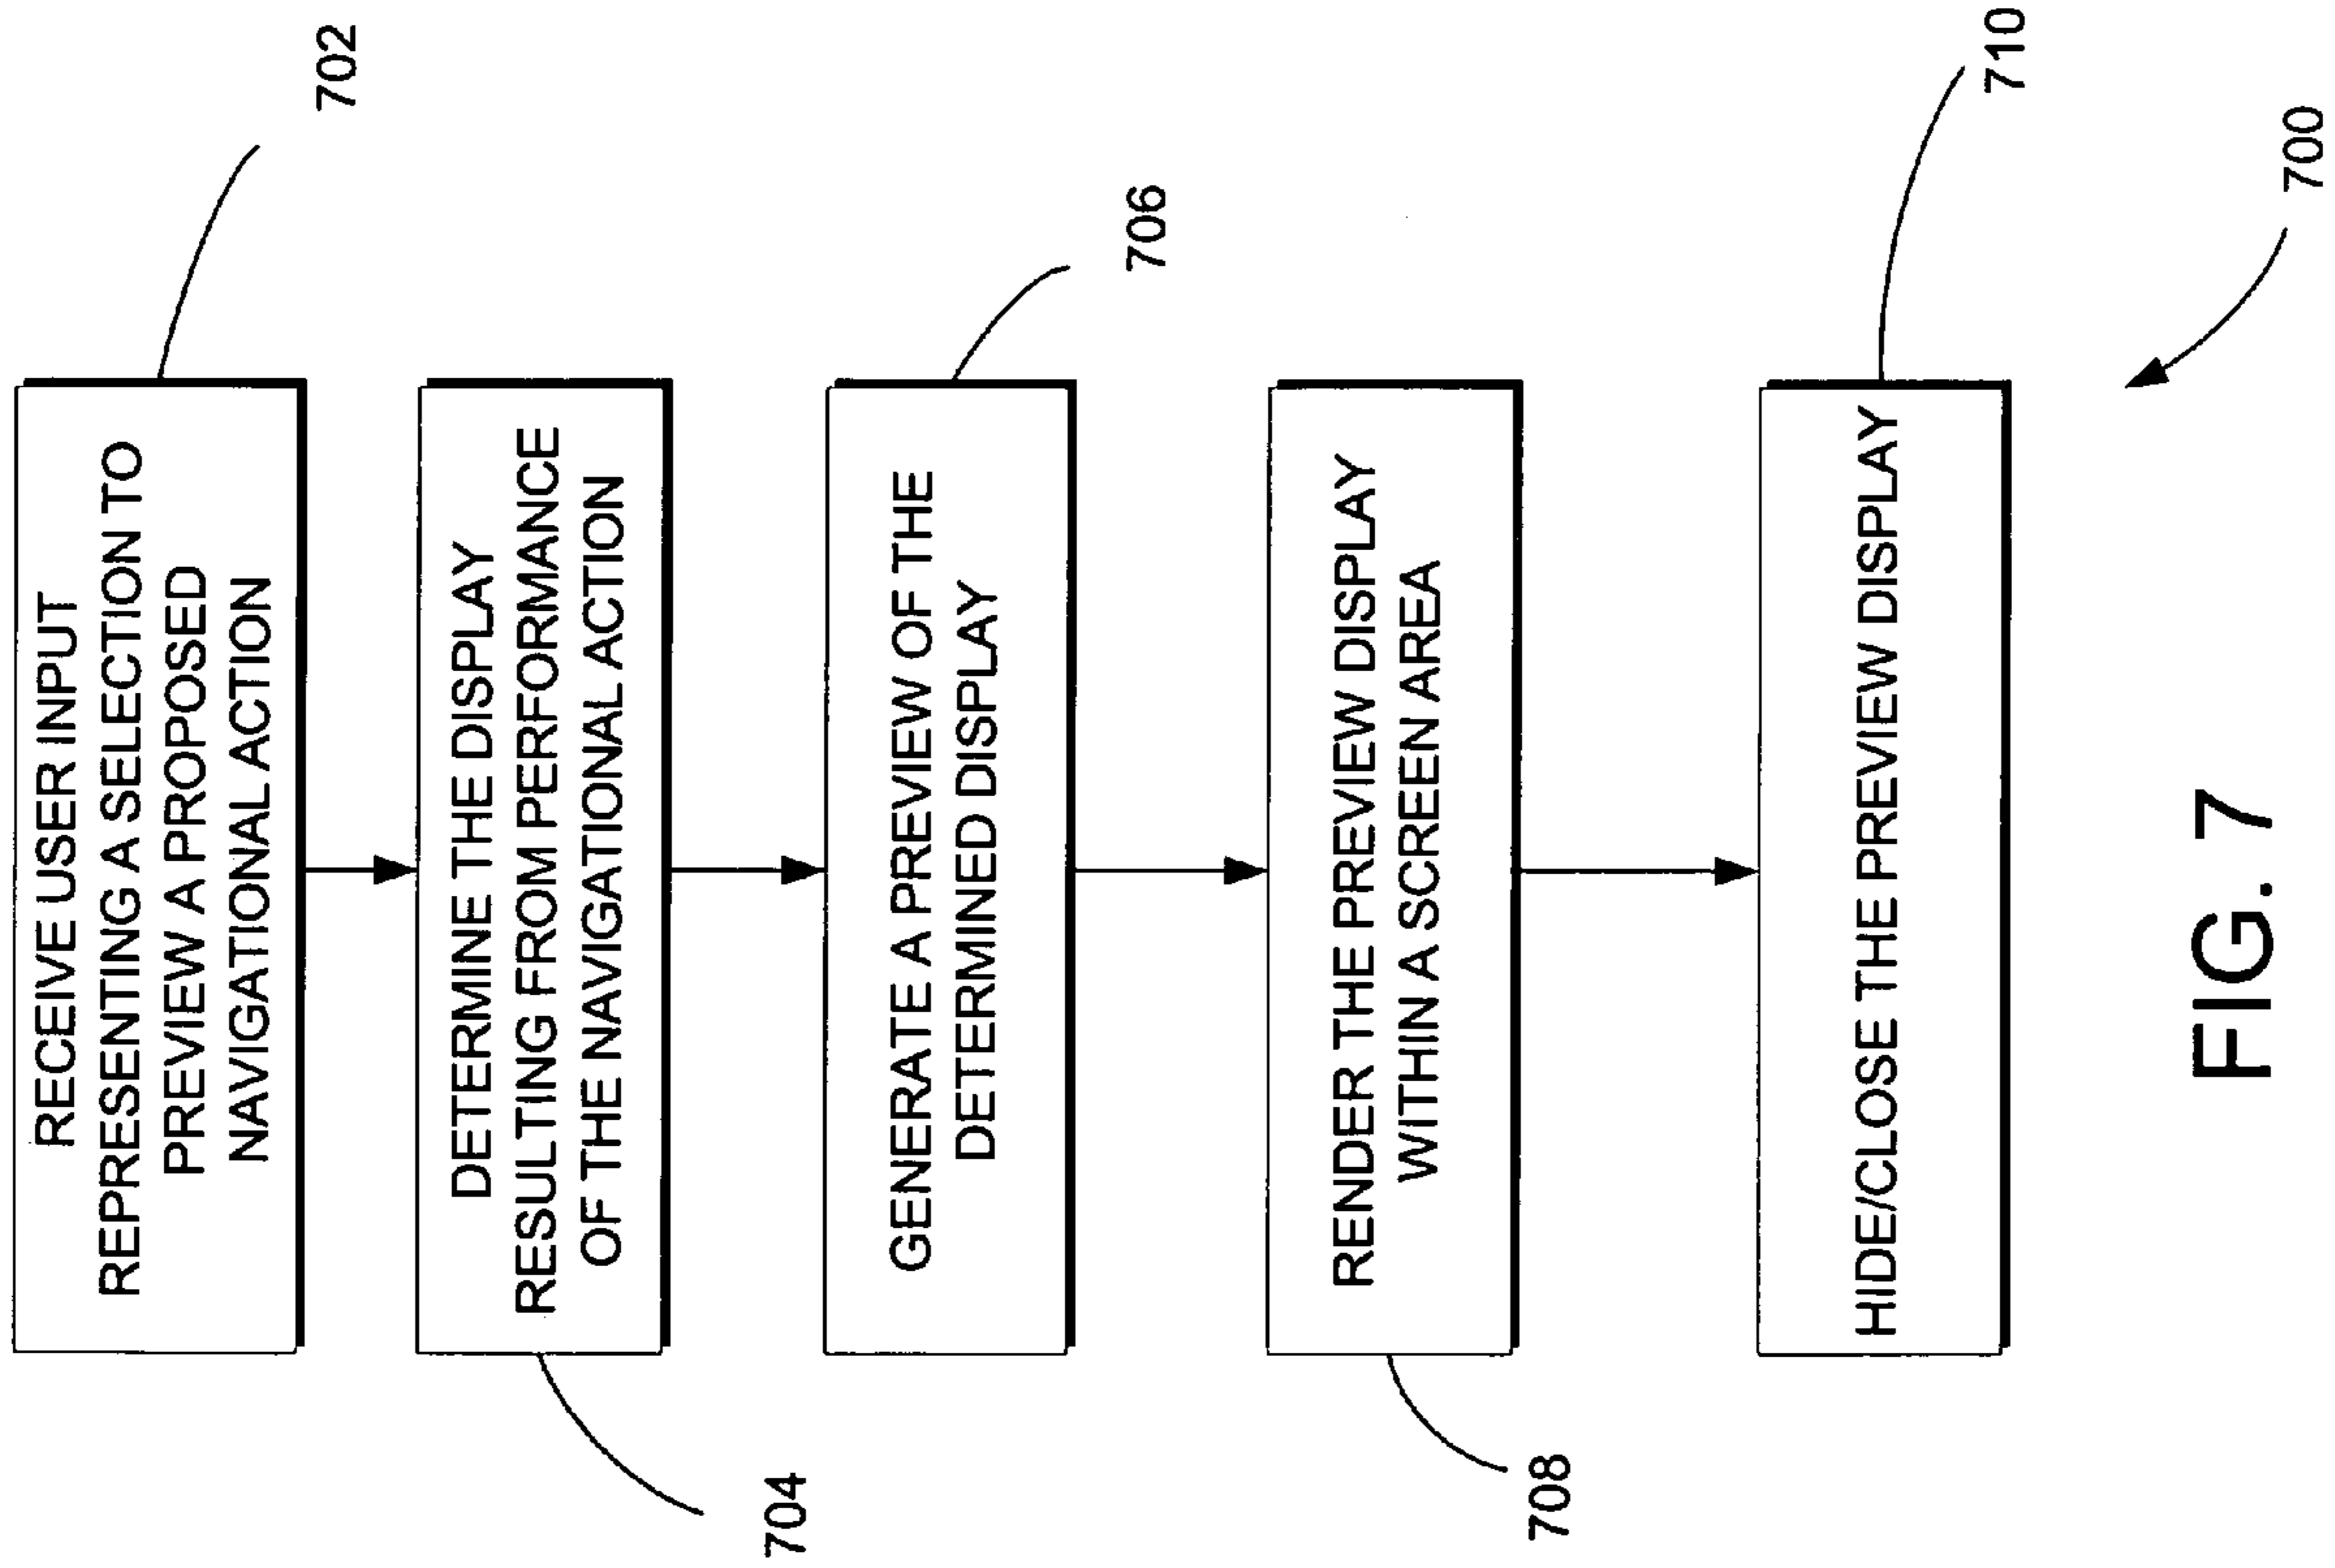 RECEIVE USER INPUT
REPRESENTING A SELECTION TO
PREVIEW A PROPOSED
NAVIGATIONAL ACTION
702
DETERMINE THE DISPLAY
RESULTING FROM PERFORMANCE
OF THE NAVIGATIONAL ACTION
704
GENERATE A PREVIEW OF THE
DETERMINED DISPLAY
706
RENDER THE PREVIEW DISPLAY
WITHIN A SCREEN AREA
708
HIDE/CLOSE THE PREVIEW DISPLAY
710
700
FIG. 7